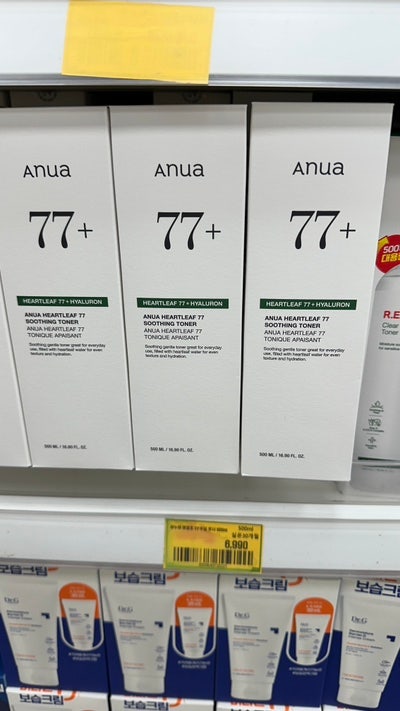 Anua
77+
HEARTLEAF 77 + HYALURON
ANUA HEARTLEAF 77
SOOTHING TONER
ANUA HEARTLEAF 77
TONIQUE APAISANT
Soothing gentle toner great for everyday
use, filled with heartleaf water for even
texture and hydration.
500 ML / 16.90 FL. OZ.
Anua
77+
HEARTLEAF 77 + HYALURON
ANUA HEARTLEAF 77
SOOTHING TONER
ANUA HEARTLEAF 77
TONIQUE APAISANT
Soothing gentle toner great for everyday
use, filled with heartleaf water for even
texture and hydration.
500 ML / 16.90 FL. OZ.
Anua
77+
HEARTLEAF 77 + HYALURON
ANUA HEARTLEAF 77
SOOTHING TONER
ANUA HEARTLEAF 77
TONIQUE APAISANT
Soothing gentle toner great for everyday
use, filled with heartleaf water for even
texture and hydration.
500 ML / 16.90 FL. OZ.
500
대용
R.E
Clear
Toner
보습크림
보습크림
보습크림
Dr.G
Dr.G
Dr.G
Dr.G